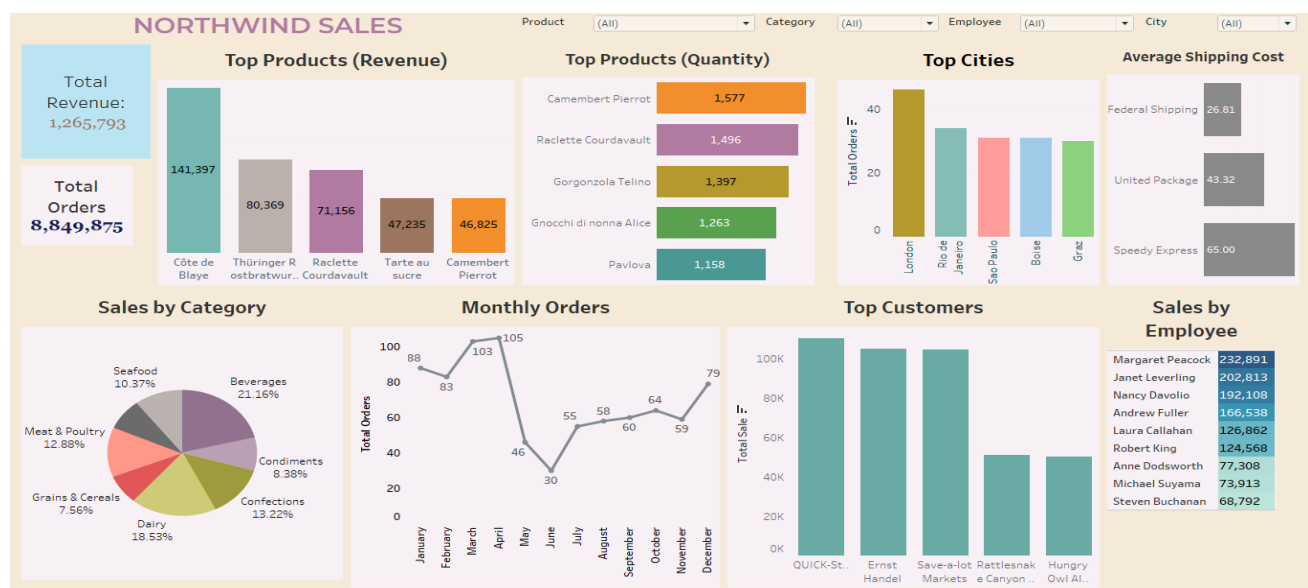 NORTHWIND SALES
Product (All) Category (All) Employee (All) City (All)
Total
Revenue:
1,265,793
Total
Orders
8,849,875
Top Products (Revenue)
141,397
80,369
71,156
47,235
46,825
Côte de
Blaye
Thüringer R
ostbratwur..
Raclette
Courdavault
Tarte au
sucre
Camembert
Pierrot
Top Products (Quantity)
Camembert Pierrot 1,577
Raclette Courdavault 1,496
Gorgonzola Telino 1,397
Gnocchi di nonna Alice 1,263
Pavlova 1,158
Top Cities
Total Orders
40
20
0
London
Rio de
Janeiro
Sao Paulo
Boise
Graz
Average Shipping Cost
Federal Shipping 26.81
United Package 43.32
Speedy Express 65.00
Sales by Category
Seafood
10.37%
Beverages
21.16%
Meat & Poultry
12.88%
Condiments
8.38%
Grains & Cereals
7.56%
Confections
13.22%
Dairy
18.53%
Monthly Orders
Total Orders
100
80
60
40
20
0
88
83
103
105
46
30
55
58
60
64
59
79
January
February
March
April
May
June
July
August
September
October
November
December
Top Customers
Total Sale
100K
80K
60K
40K
20K
0K
QUICK-St..
Ernst
Handel
Save-a-lot
Markets
Rattlesnak
e Canyon ..
Hungry
Owl Al..
Sales by
Employee
Margaret Peacock 232,891
Janet Leverling 202,813
Nancy Davolio 192,108
Andrew Fuller 166,538
Laura Callahan 126,862
Robert King 124,568
Anne Dodsworth 77,308
Michael Suyama 73,913
Steven Buchanan 68,792